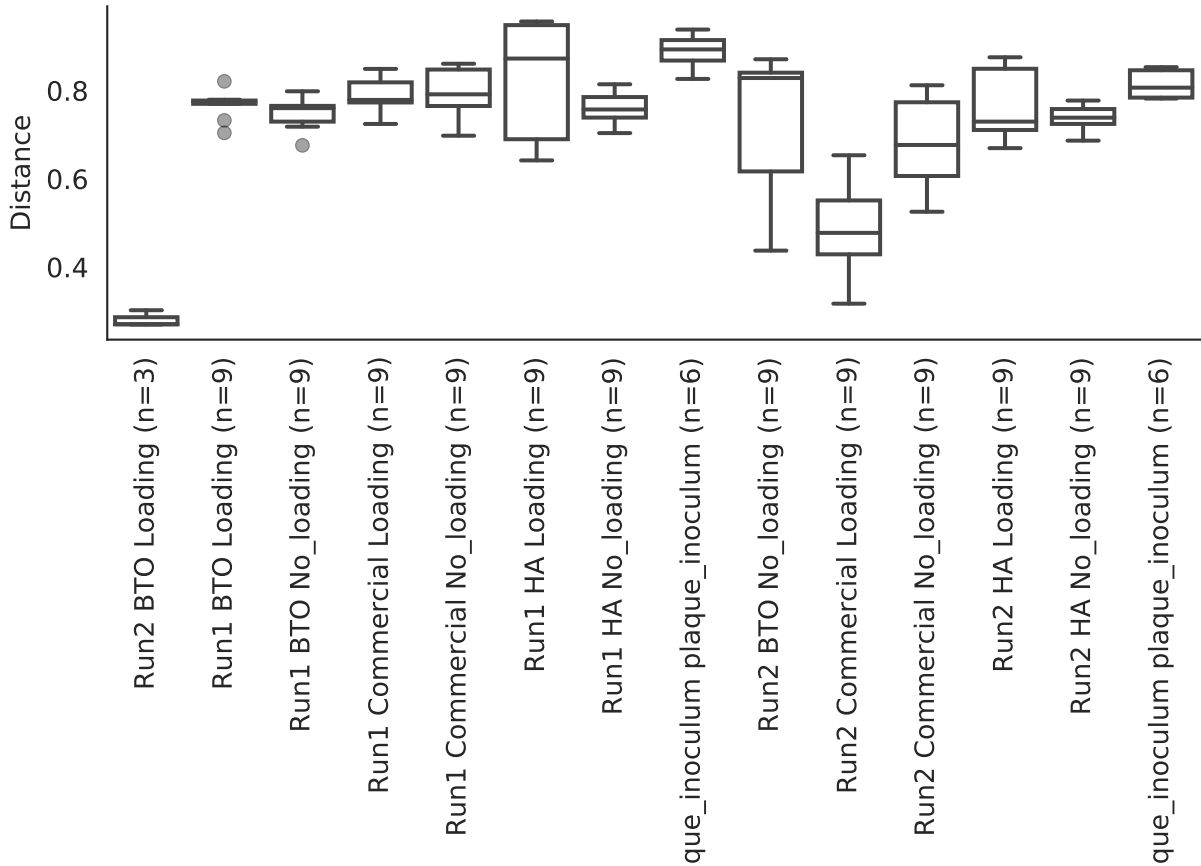 Distance
0.8
0.6
0.4
Run2 BTO Loading (n=3)
Run1 BTO Loading (n=9)
Run1 BTO No_loading (n=9)
Run1 Commercial Loading (n=9)
Run1 Commercial No_loading (n=9)
Run1 HA Loading (n=9)
Run1 HA No_loading (n=9)
que_inoculum plaque_inoculum (n=6)
Run2 BTO No_loading (n=9)
Run2 Commercial Loading (n=9)
Run2 Commercial No_loading (n=9)
Run2 HA Loading (n=9)
Run2 HA No_loading (n=9)
que_inoculum plaque_inoculum (n=6)